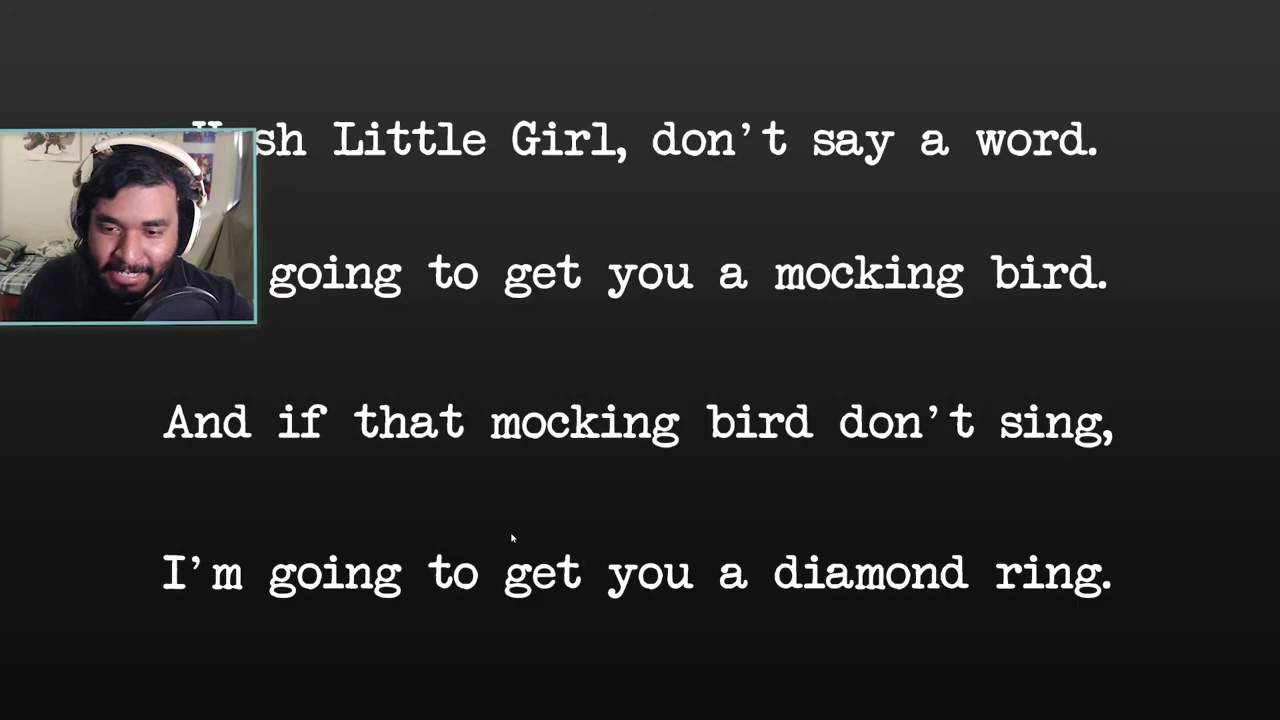 sh Little Girl, don't say a word.
going to get you a mocking bird.
And if that mocking bird don't sing,
I'm going to get you a diamond ring.